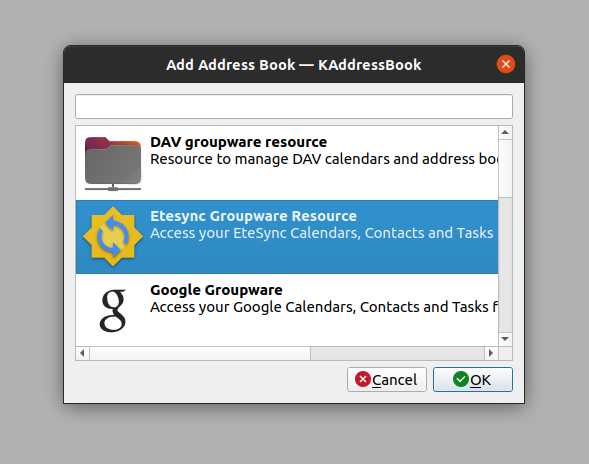 Add Address Book — KAddressBook
DAV groupware resource
Resource to manage DAV calendars and address
Etesync Groupware Resource
Access your EteSync Calendars, Contacts and Tasks
Google Groupware
Access your Google Calendars, Contacts and Tasks
Cancel
OK